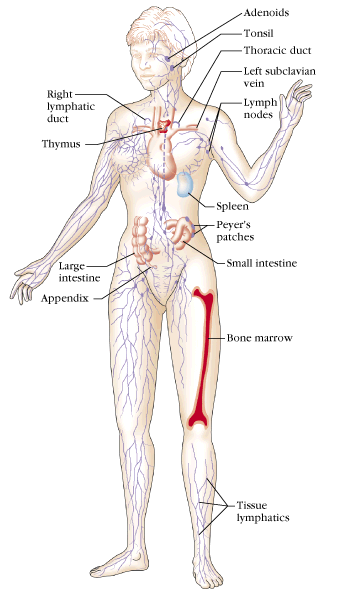 Adenoids
Tonsil
Thoracic duct
Left subclavian
vein
Lymph
nodes
Right
lymphatic
duct
Thymus
Spleen
Peyer's
patches
Small intestine
Large
intestine
Appendix
Bone marrow
Tissue
lymphatics